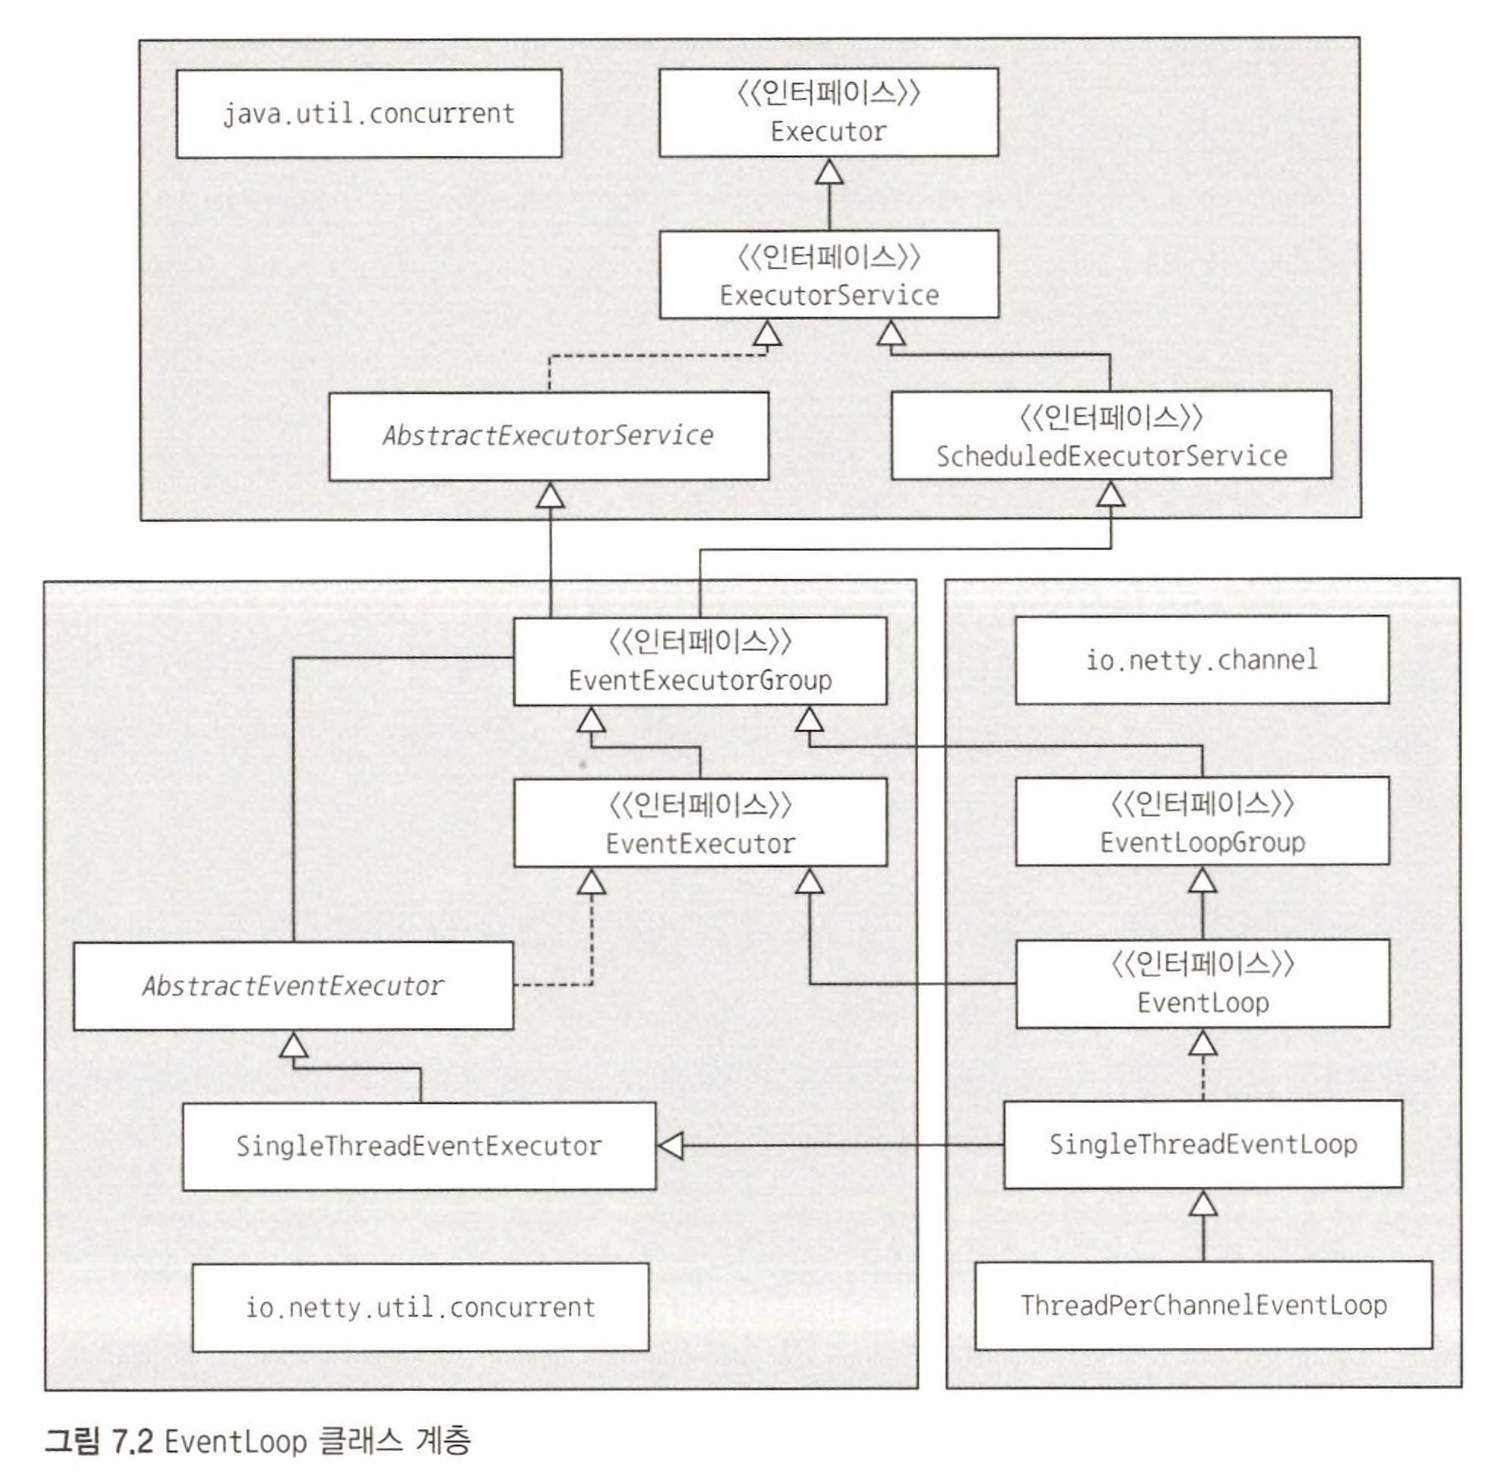 java.util.concurrent
〈〈인터페이스〉〉
Executor
〈〈인터페이스〉〉
ExecutorService
AbstractExecutorService
〈〈인터페이스〉〉
ScheduledExecutorService
〈〈인터페이스〉〉
EventExecutorGroup
io.netty.channel
〈〈인터페이스〉〉
EventExecutor
〈〈인터페이스〉〉
EventLoopGroup
AbstractEventExecutor
〈〈인터페이스〉〉
EventLoop
SingleThreadEventExecutor
SingleThreadEventLoop
io.netty.util.concurrent
ThreadPerChannelEventLoop
그림 7.2 EventLoop 클래스 계층